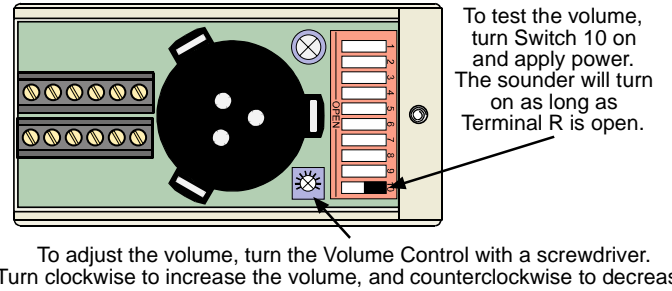 To test the volume,
turn Switch 10 on
and apply power.
The sounder will turn
on as long as
Terminal R is open.
1
2
3
4
5
6
7
8
9
10
OPEN
To adjust the volume, turn the Volume Control with a screwdriver.
Turn clockwise to increase the volume, and counterclockwise to decreas